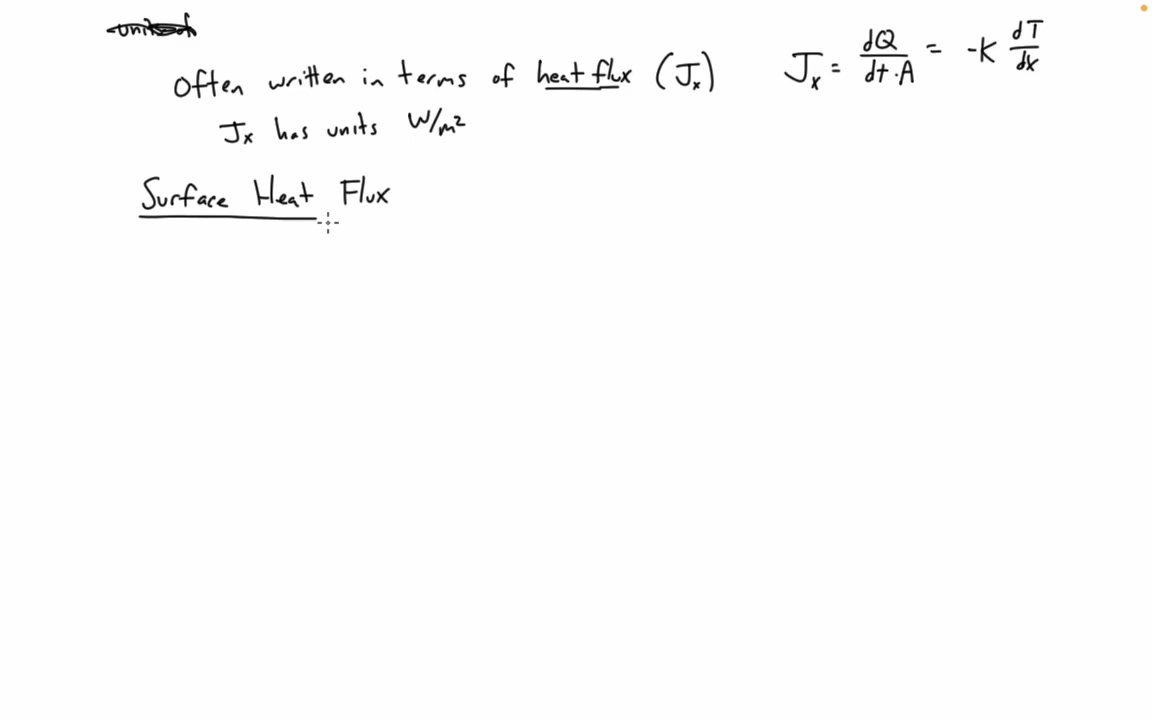 Often written in terms of heat flux (Jₓ) Jₓ = dQ/dt·A = -K dT/dx
Jₓ has units W/m²
Surface Heat Flux